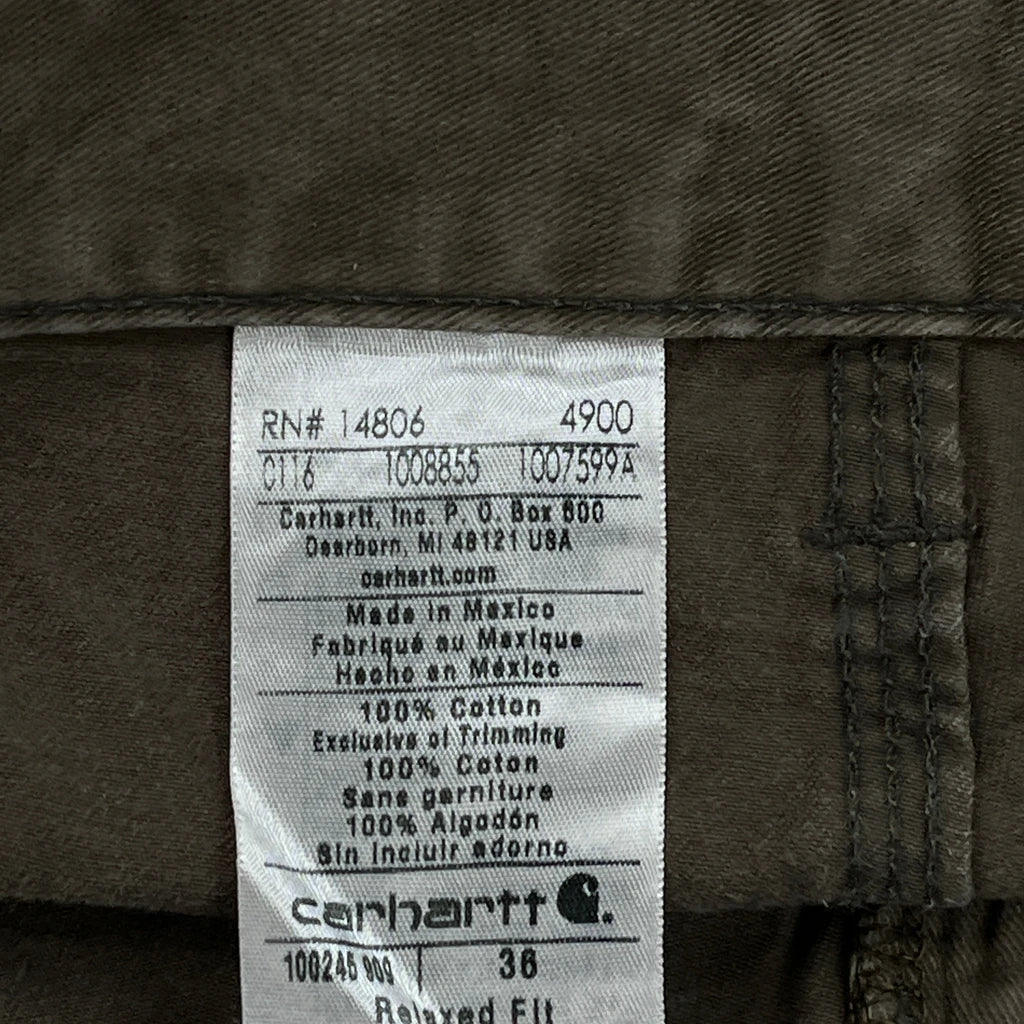 RN# 14806 4900
C116 1008855 1007599A
Carhartt, Inc. P. O. Box 600
Dearborn, MI 48121 USA
carhartt.com
Made in Mexico
Fabriqué au Mexique
Hecho en México
100% Cotton
Exclusive of Trimming
100% Coton
Sans garniture
100% Algodón
Sin incluir adorno
carhartt
100246 909 36
Relaxed Fit